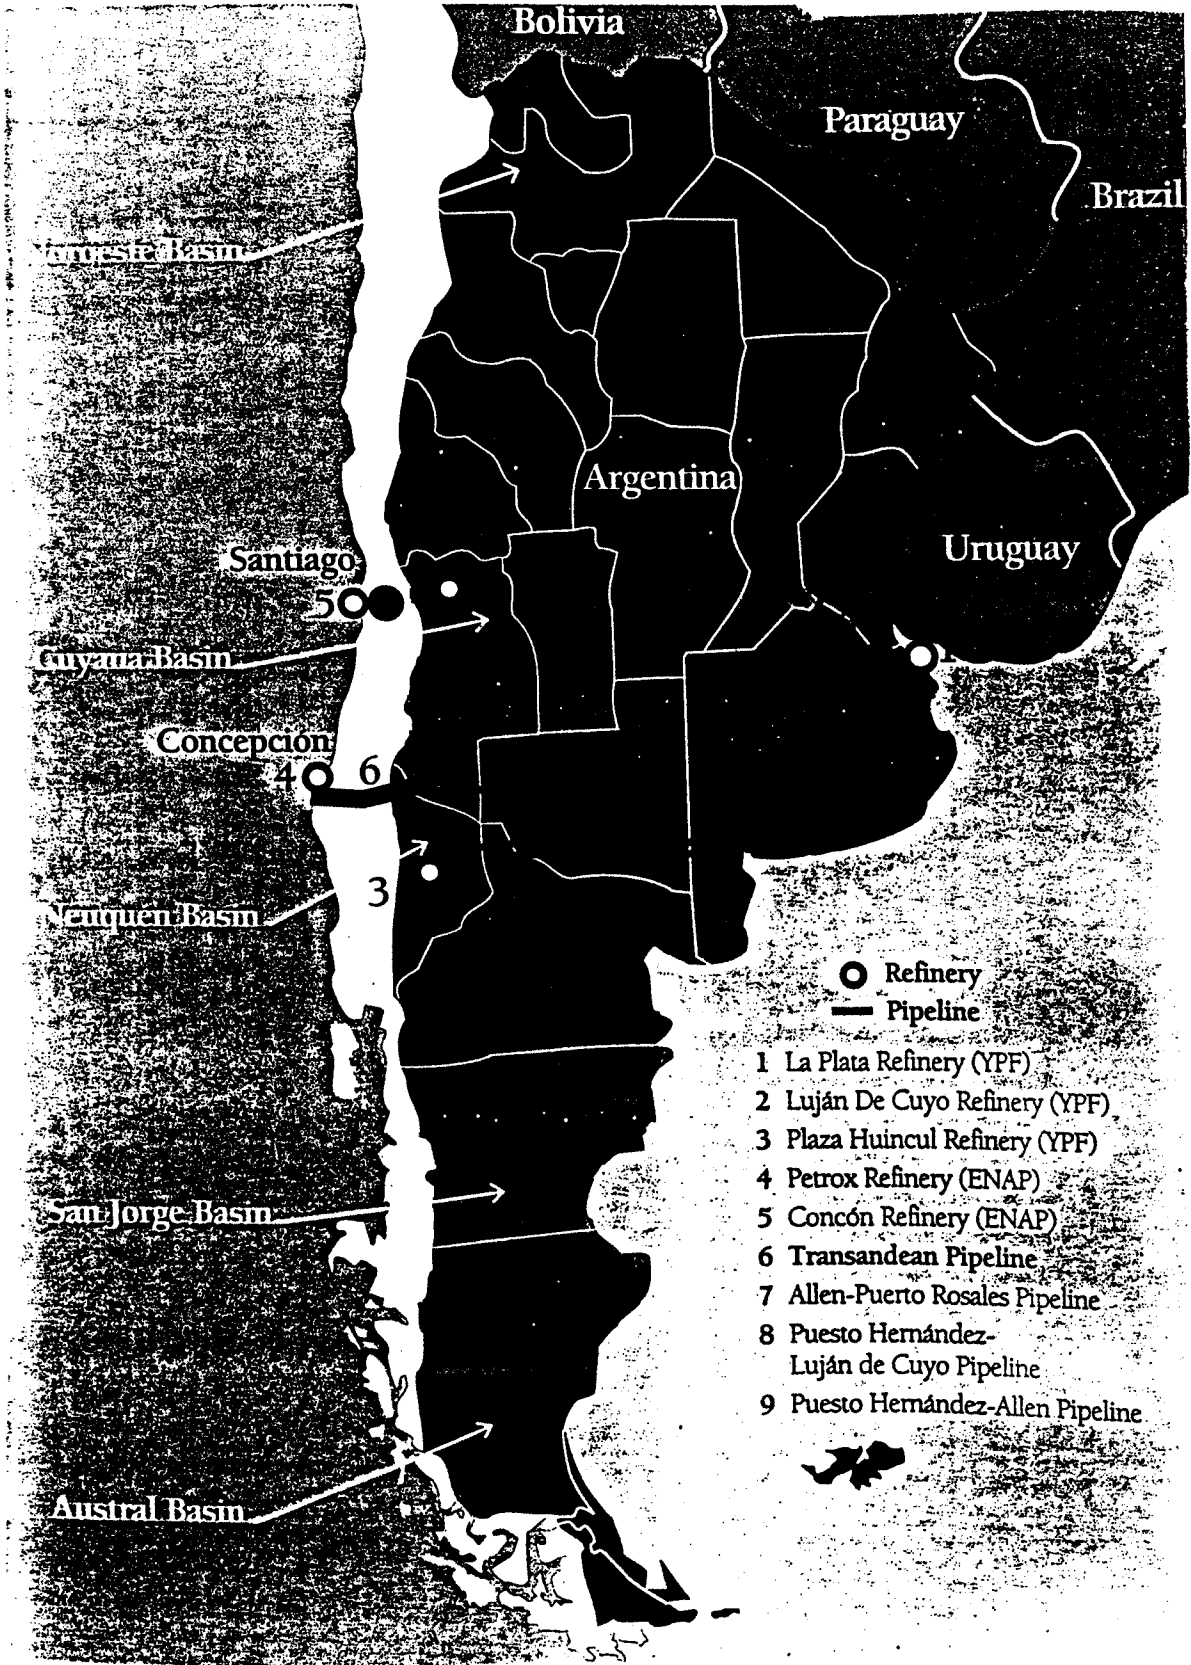 Bolivia
Paraguay
Brazil
Basin
Argentina
Santiago
5
Uruguay
Cuyana Basin
1
Concepción
4
6
3
Neuquen Basin
Refinery
Pipeline
1 La Plata Refinery (YPF)
2 Luján De Cuyo Refinery (YPF)
3 Plaza Huincul Refinery (YPF)
4 Petrox Refinery (ENAP)
5 Concón Refinery (ENAP)
6 Transandean Pipeline
7 Allen-Puerto Rosales Pipeline
8 Puesto Hernández-
Luján de Cuyo Pipeline
9 Puesto Hernández-Allen Pipeline
San Jorge Basin
Austral Basin